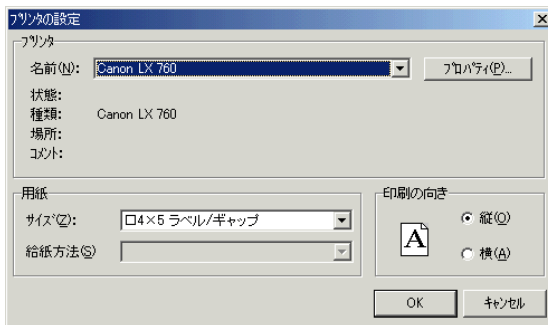 プリンタの設定
プリンタ
名前(N): Canon LX 760 プロパティ(P)...
状態:
種類: Canon LX 760
場所:
コメント:
用紙
サイズ(Z): ロ4×5 ラベル/ギャップ
給紙方法(S)
印刷の向き
A
縦(O)
横(A)
OK キャンセル